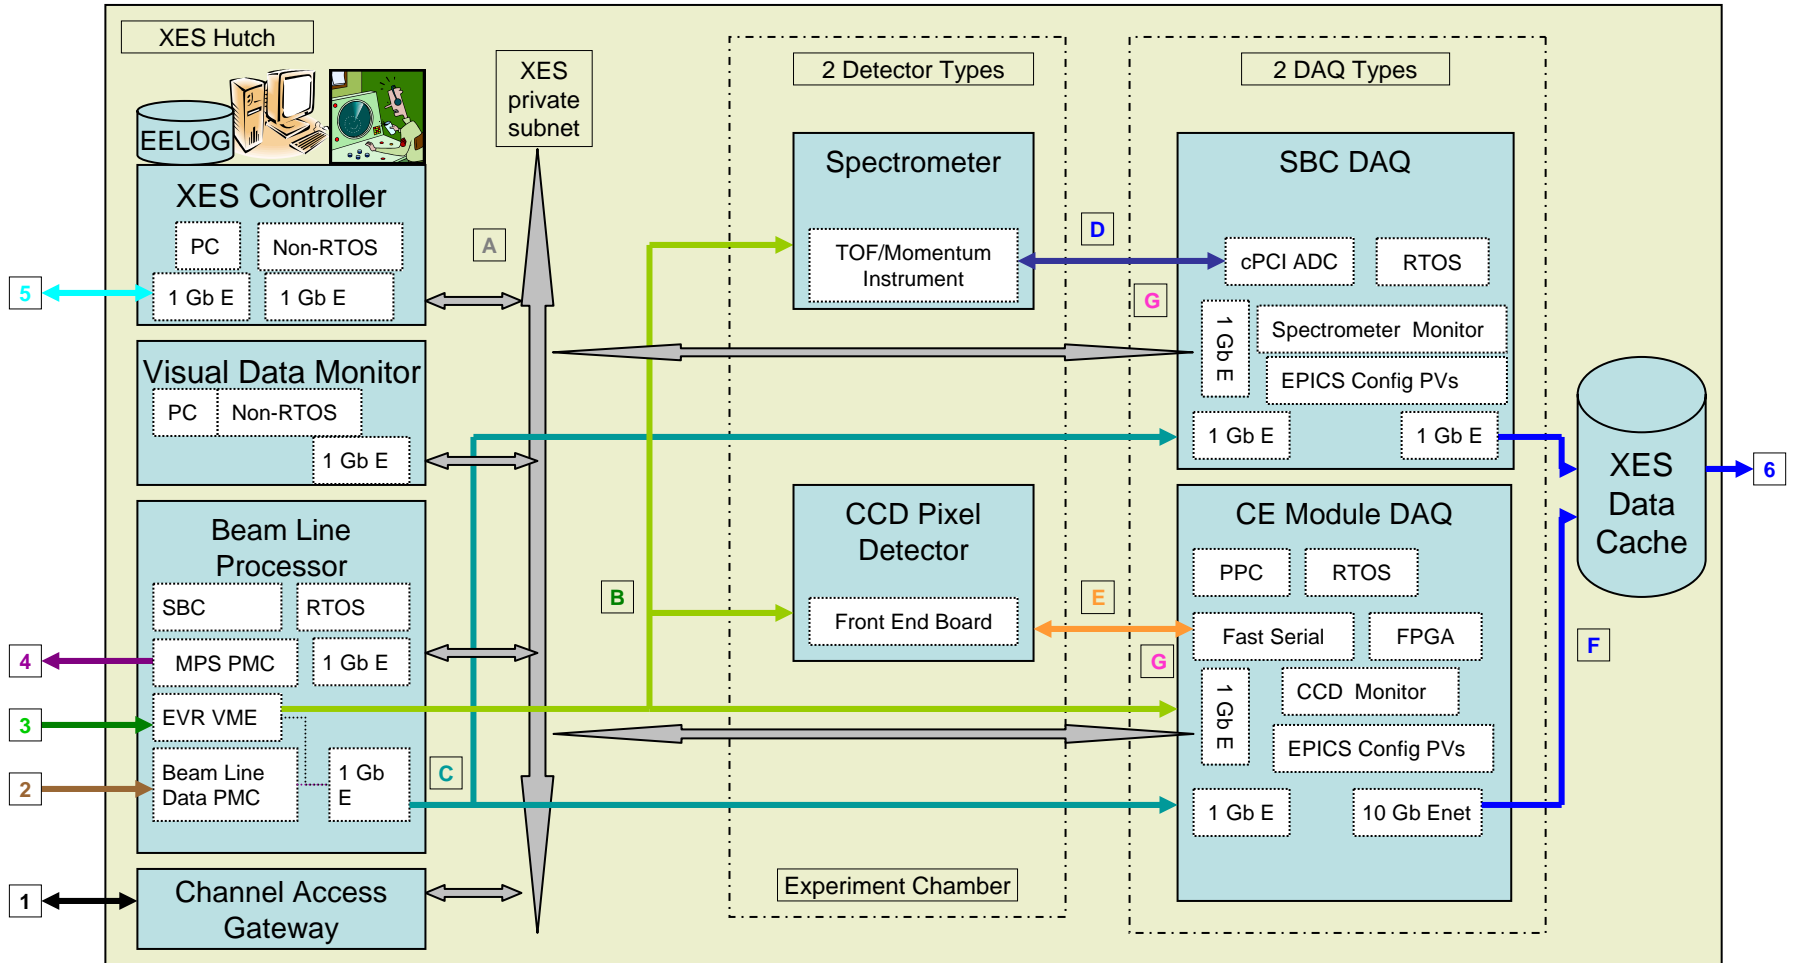 XES Hutch
EELOG
XES Controller
PC
Non-RTOS
1 Gb E
1 Gb E
5
Visual Data Monitor
PC
Non-RTOS
1 Gb E
Beam Line
Processor
SBC
RTOS
MPS PMC
1 Gb E
EVR VME
Beam Line
Data PMC
1 Gb
E
4
3
2
1
Channel Access
Gateway
XES
private
subnet
A
B
C
2 Detector Types
Spectrometer
TOF/Momentum
Instrument
CCD Pixel
Detector
Front End Board
Experiment Chamber
D
G
E
G
2 DAQ Types
SBC DAQ
cPCI ADC
RTOS
1 Gb E
Spectrometer Monitor
EPICS Config PVs
1 Gb E
1 Gb E
CE Module DAQ
PPC
RTOS
Fast Serial
FPGA
1 Gb E
CCD Monitor
EPICS Config PVs
1 Gb E
10 Gb Enet
F
XES
Data
Cache
6